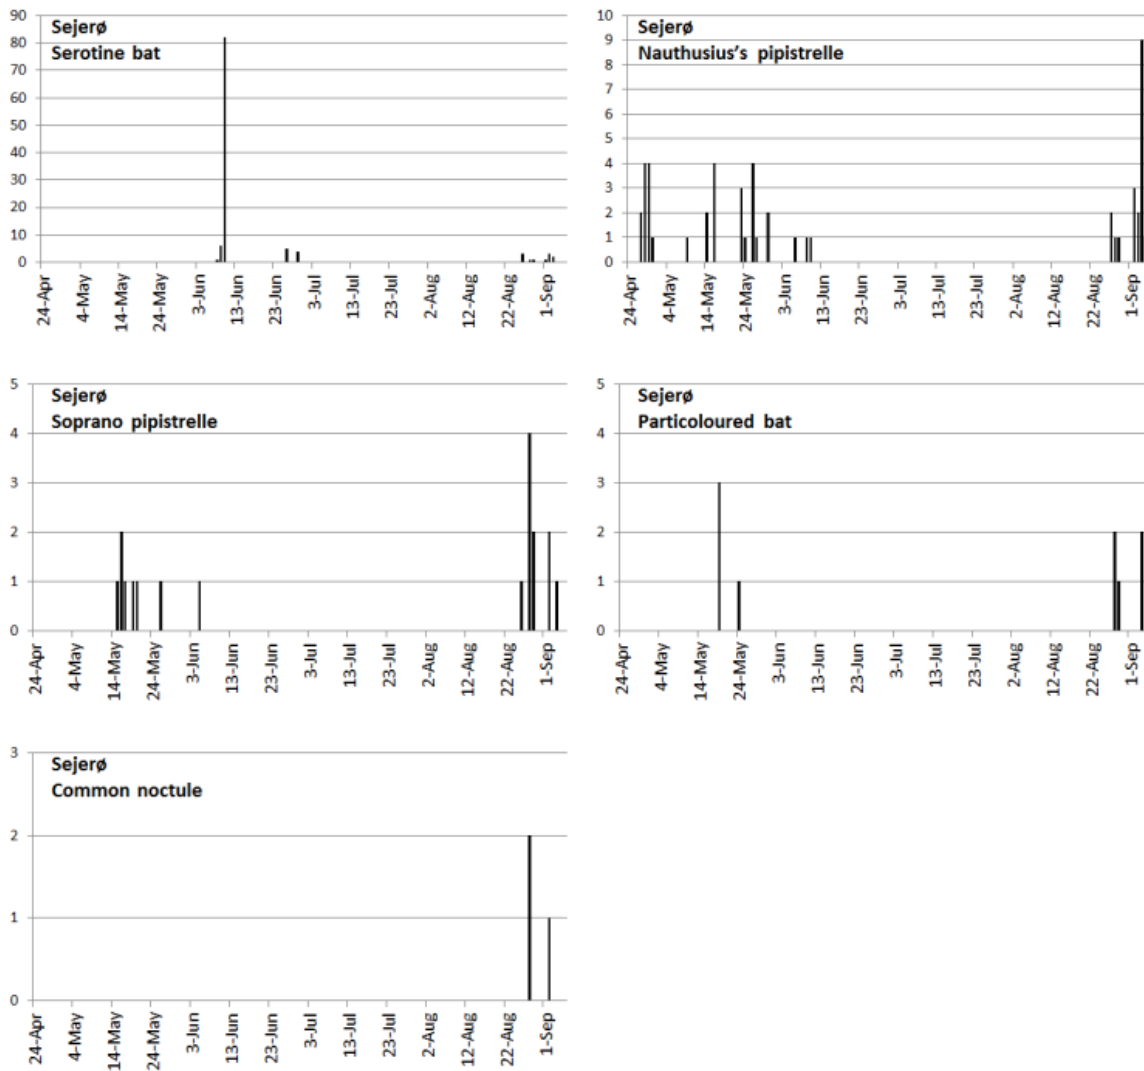 Sejerø
Serotine bat
90
80
70
60
50
40
30
20
10
0
24-Apr
4-May
14-May
24-May
3-Jun
13-Jun
23-Jun
3-Jul
13-Jul
23-Jul
2-Aug
12-Aug
22-Aug
1-Sep
Sejerø
Nauthusius's pipistrelle
10
9
8
7
6
5
4
3
2
1
0
24-Apr
4-May
14-May
24-May
3-Jun
13-Jun
23-Jun
3-Jul
13-Jul
23-Jul
2-Aug
12-Aug
22-Aug
1-Sep
Sejerø
Soprano pipistrelle
5
4
3
2
1
0
24-Apr
4-May
14-May
24-May
3-Jun
13-Jun
23-Jun
3-Jul
13-Jul
23-Jul
2-Aug
12-Aug
22-Aug
1-Sep
Sejerø
Particoloured bat
5
4
3
2
1
0
24-Apr
4-May
14-May
24-May
3-Jun
13-Jun
23-Jun
3-Jul
13-Jul
23-Jul
2-Aug
12-Aug
22-Aug
1-Sep
Sejerø
Common noctule
3
2
1
0
24-Apr
4-May
14-May
24-May
3-Jun
13-Jun
23-Jun
3-Jul
13-Jul
23-Jul
2-Aug
12-Aug
22-Aug
1-Sep